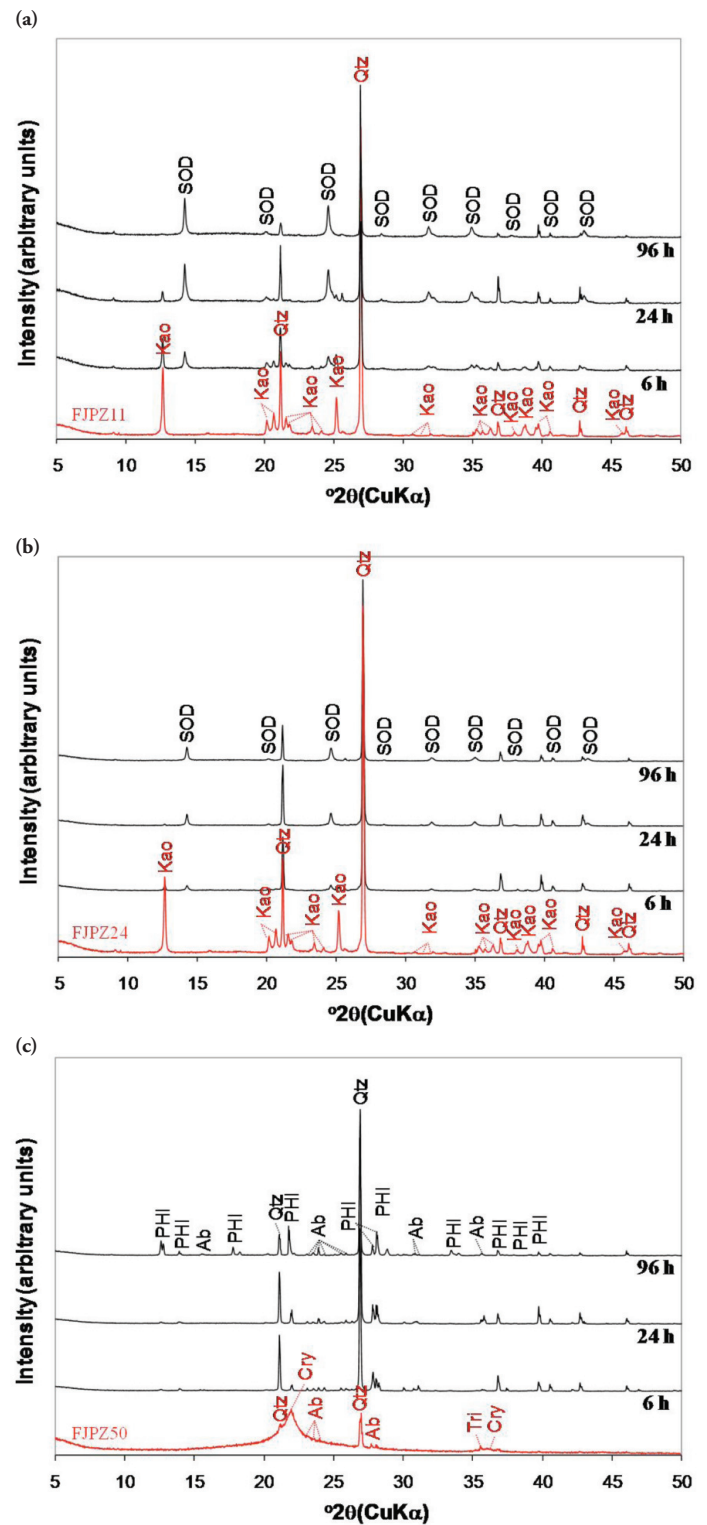 (a)
Qtz
SOD SOD SOD SOD SOD SOD SOD SOD SOD
96 h
24 h
Kao Qtz
6 h
Kao Kao Kao Kao Kao Qtz Kao Kao Kao Qtz Kao Qtz
FJPZ11
5 10 15 20 25 30 35 40 45 50
Intensity (arbitrary units)
º2θ(CuKα)
(b)
Qtz
SOD SOD SOD SOD SOD SOD SOD SOD SOD
96 h
24 h
Kao Qtz
6 h
Kao Kao Kao Kao Kao Qtz Kao Kao Kao Qtz Kao Qtz
FJPZ24
5 10 15 20 25 30 35 40 45 50
Intensity (arbitrary units)
º2θ(CuKα)
(c)
Qtz
PHI PHI Ab PHI Qtz PHI Ab PHI PHI Ab PHI Ab PHI PHI PHI
96 h
24 h
Cry
6 h
Qtz Ab Qtz Ab Tri Cry
FJPZ50
5 10 15 20 25 30 35 40 45 50
Intensity (arbitrary units)
º2θ(CuKα)